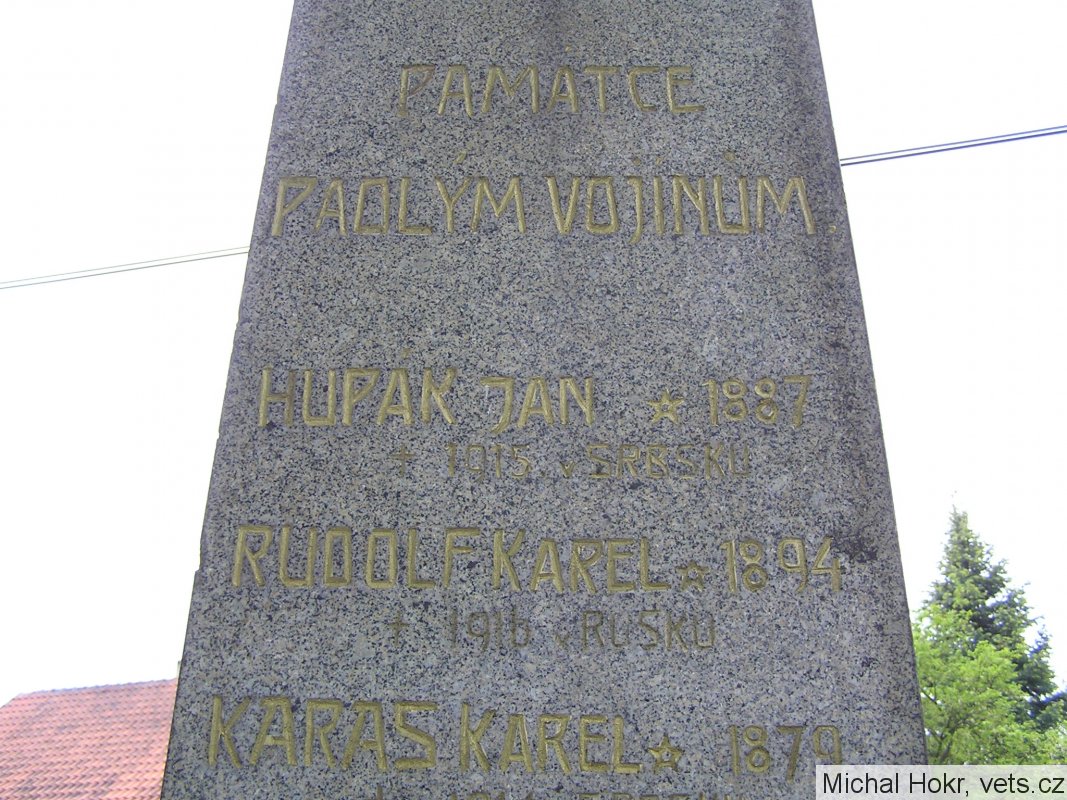 PAMÁTCE
PADLÝM VOJÍNŮM.
HUPÁK JAN ☆ 1887
+ 1915 v SRBSKU
RUDOLF KAREL ☆ 1894
+ 1916 v RUSKU
KARAS KAREL ☆ 1879
Michal Hokr, vets.cz